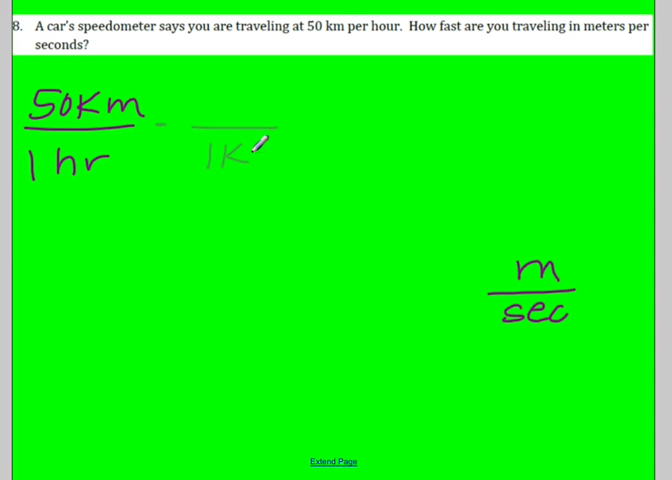 8. A car's speedometer says you are traveling at 50 km per hour. How fast are you traveling in meters per
seconds?
50Km - 1K
1 hr
m
sec
Extend Page